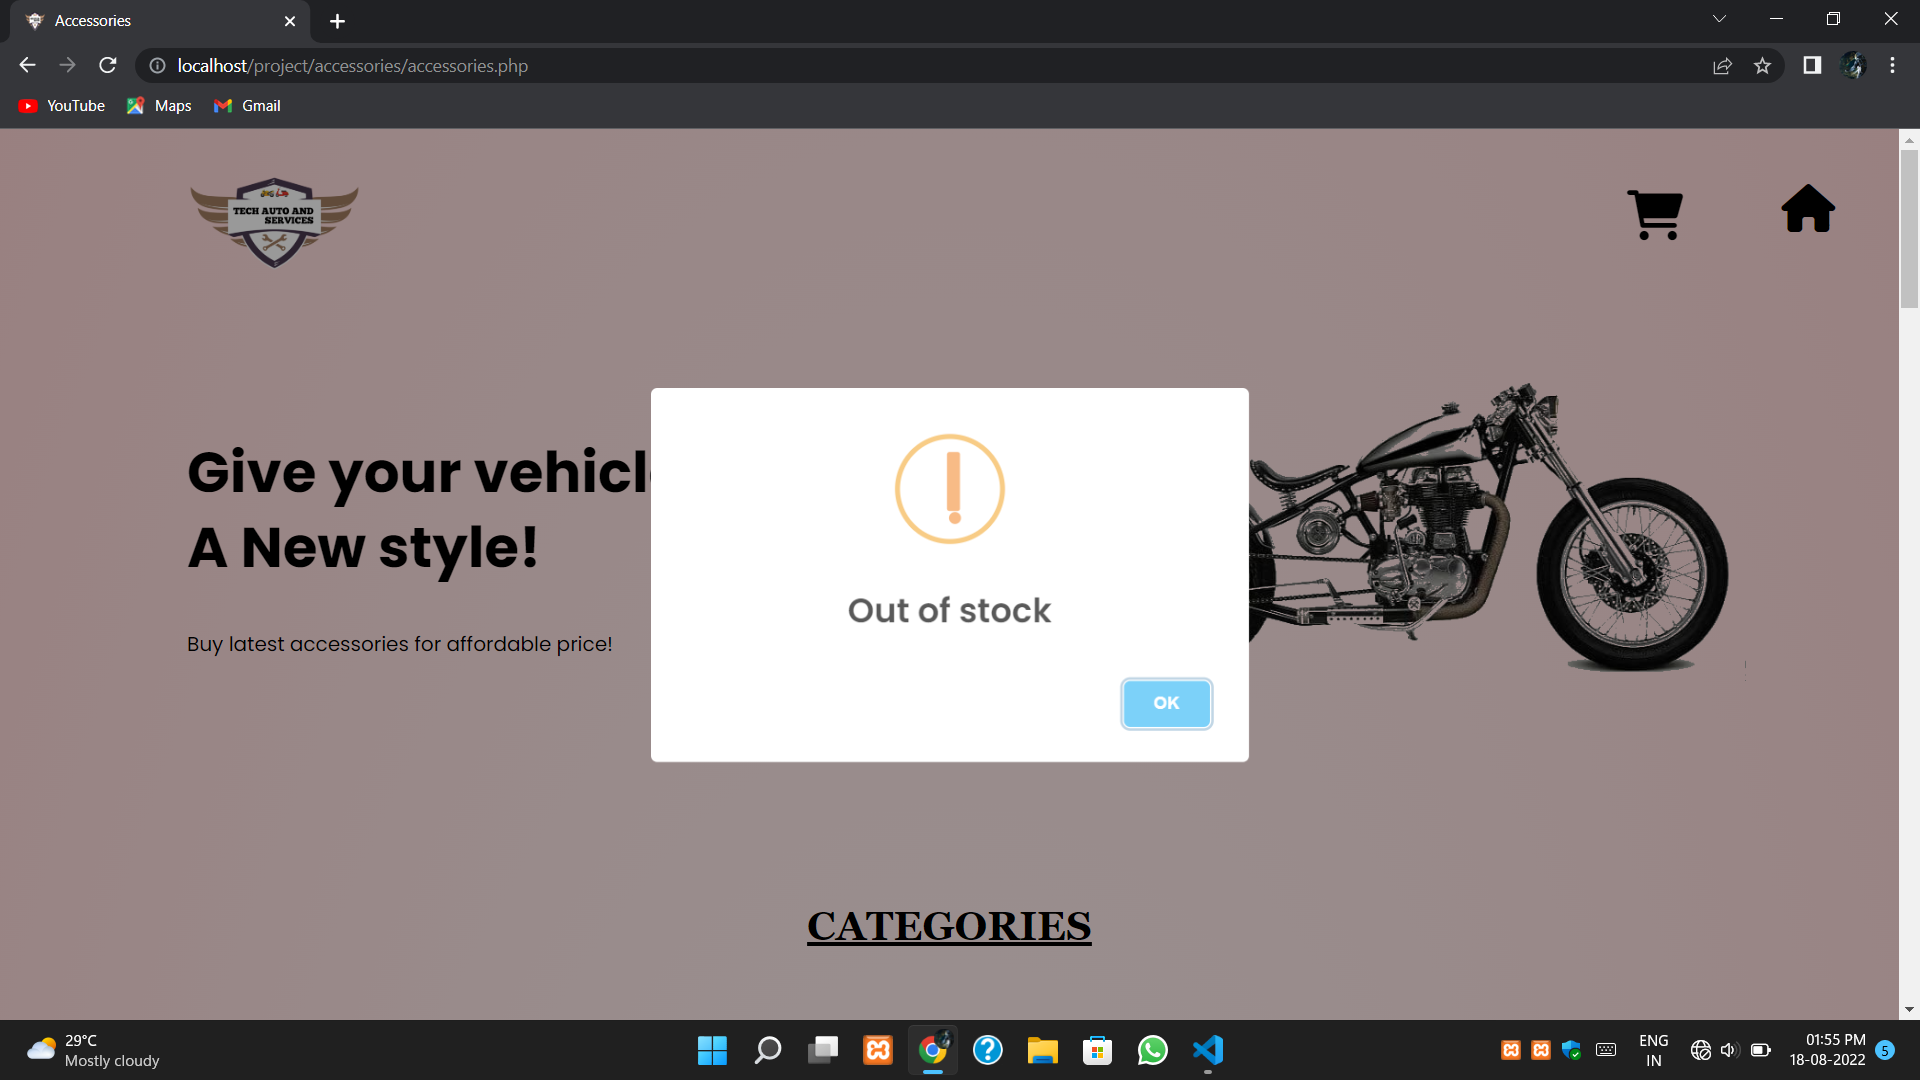 Accessories
localhost/project/accessories/accessories.php
YouTube
Maps
Gmail
TECH AUTO AND
SERVICES
Give your vehicl
A New style!
Buy latest accessories for affordable price!
Out of stock
OK
CATEGORIES
29°C
Mostly cloudy
ENG
IN
01:55 PM
18-08-2022
5